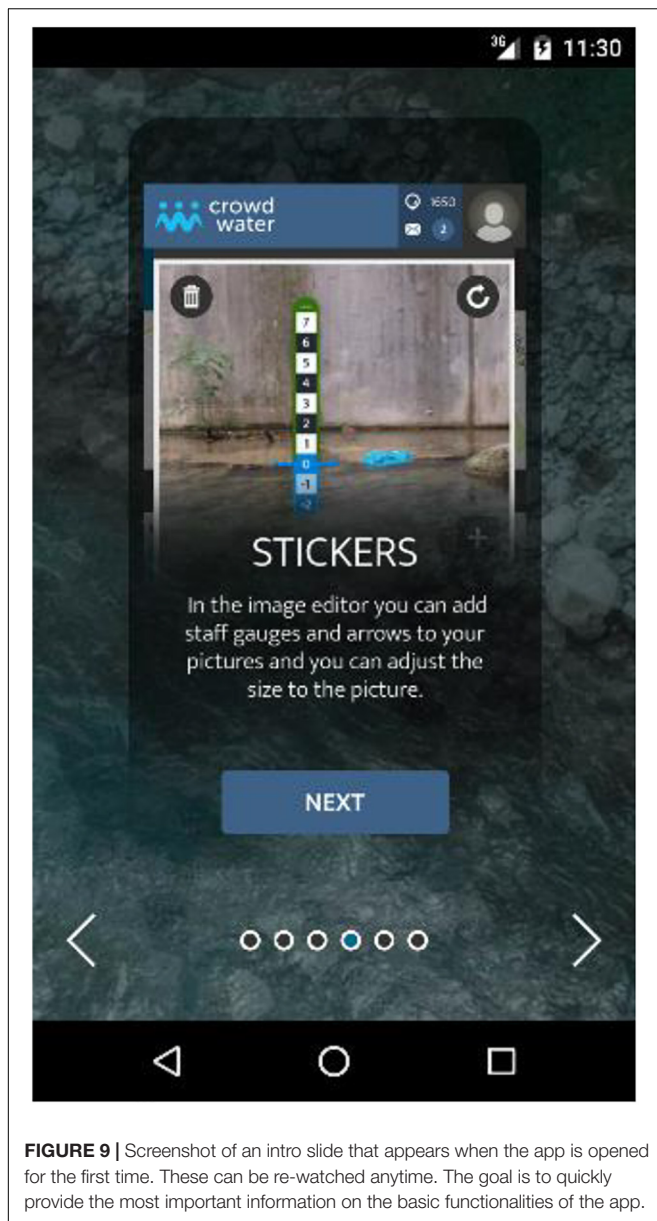 3G 11:30
crowd 1650
water 2
7
6
5
4
3
2
1
0
-1
-2
STICKERS
In the image editor you can add
staff gauges and arrows to your
pictures and you can adjust the
size to the picture.
NEXT
FIGURE 9 | Screenshot of an intro slide that appears when the app is opened
for the first time. These can be re-watched anytime. The goal is to quickly
provide the most important information on the basic functionalities of the app.